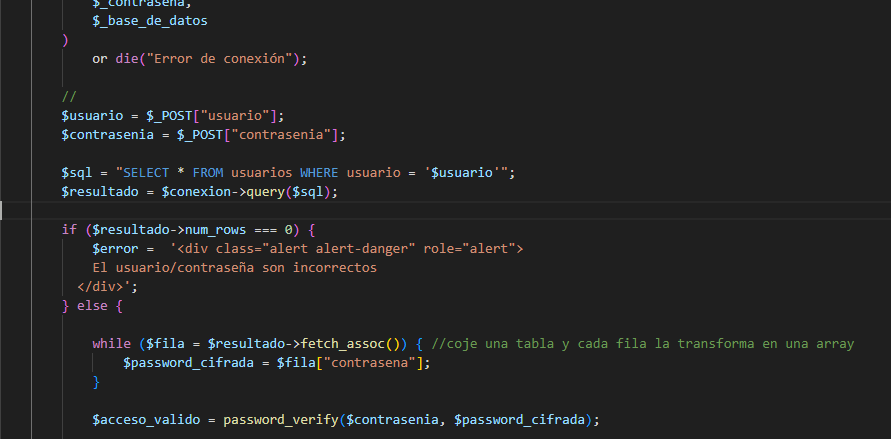 $_contrasena,
$_base_de_datos
)
or die("Error de conexión");
//
$usuario = $_POST["usuario"];
$contrasenia = $_POST["contrasenia"];
$sql = "SELECT * FROM usuarios WHERE usuario = '$usuario'";
$resultado = $conexion->query($sql);
if ($resultado->num_rows === 0) {
$error =  '<div class="alert alert-danger" role="alert">
El usuario/contraseña son incorrectos
</div>';
} else {
while ($fila = $resultado->fetch_assoc()) { //coje una tabla y cada fila la transforma en una array
$password_cifrada = $fila["contrasena"];
}
$acceso_valido = password_verify($contrasenia, $password_cifrada);